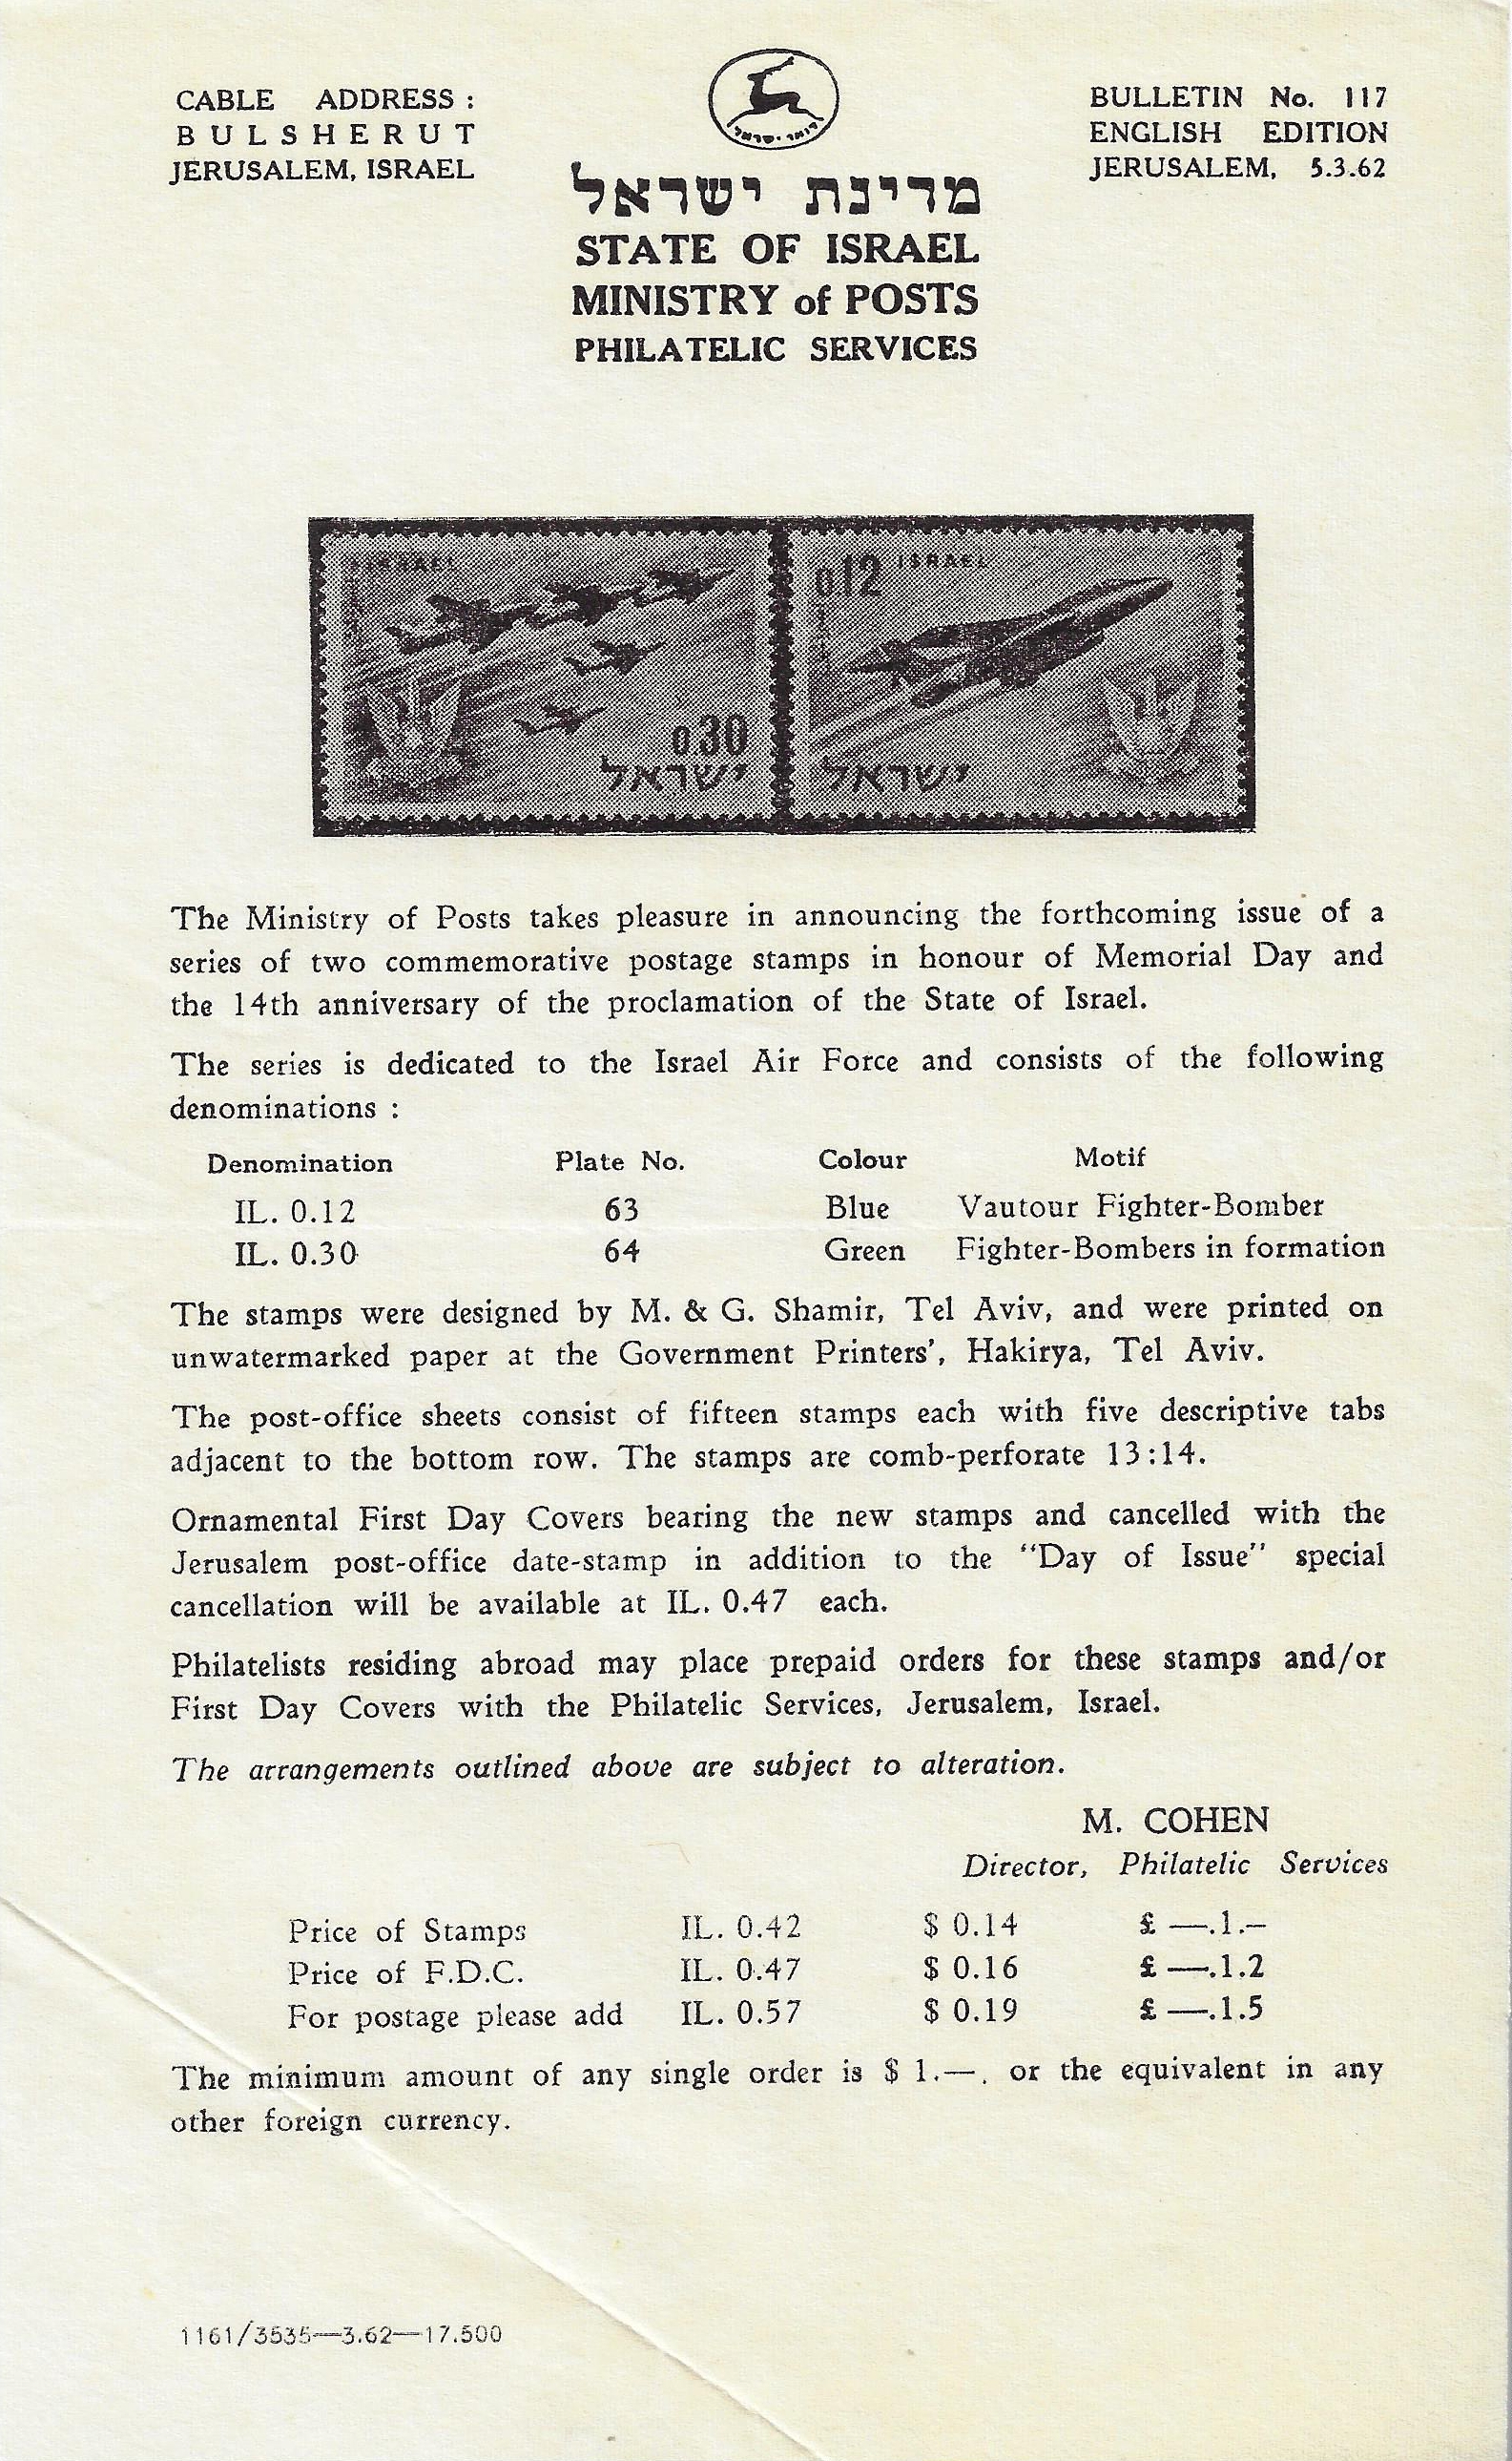 CABLE ADDRESS :
BULSHERUT
JERUSALEM, ISRAEL
דואר·ישראל
BULLETIN No. 117
ENGLISH EDITION
JERUSALEM, 5.3.62
מדינת ישראל
STATE OF ISRAEL
MINISTRY of POSTS
PHILATELIC SERVICES
ISRAEL
0.30
ישראל
0.12 ISRAEL
ישראל
The Ministry of Posts takes pleasure in announcing the forthcoming issue of a
series of two commemorative postage stamps in honour of Memorial Day and
the 14th anniversary of the proclamation of the State of Israel.
The series is dedicated to the Israel Air Force and consists of the following
denominations :
Denomination Plate No. Colour Motif
IL. 0.12 63 Blue Vautour Fighter-Bomber
IL. 0.30 64 Green Fighter-Bombers in formation
The stamps were designed by M. & G. Shamir, Tel Aviv, and were printed on
unwatermarked paper at the Government Printers', Hakirya, Tel Aviv.
The post-office sheets consist of fifteen stamps each with five descriptive tabs
adjacent to the bottom row. The stamps are comb-perforate 13:14.
Ornamental First Day Covers bearing the new stamps and cancelled with the
Jerusalem post-office date-stamp in addition to the "Day of Issue" special
cancellation will be available at IL. 0.47 each.
Philatelists residing abroad may place prepaid orders for these stamps and/or
First Day Covers with the Philatelic Services, Jerusalem, Israel.
The arrangements outlined above are subject to alteration.
M. COHEN
Director, Philatelic Services
Price of Stamps IL. 0.42 $ 0.14 £ —.1.–
Price of F.D.C. IL. 0.47 $ 0.16 £ —.1.2
For postage please add IL. 0.57 $ 0.19 £ —.1.5
The minimum amount of any single order is $ 1.—. or the equivalent in any
other foreign currency.
1161/3535—3.62—17.500